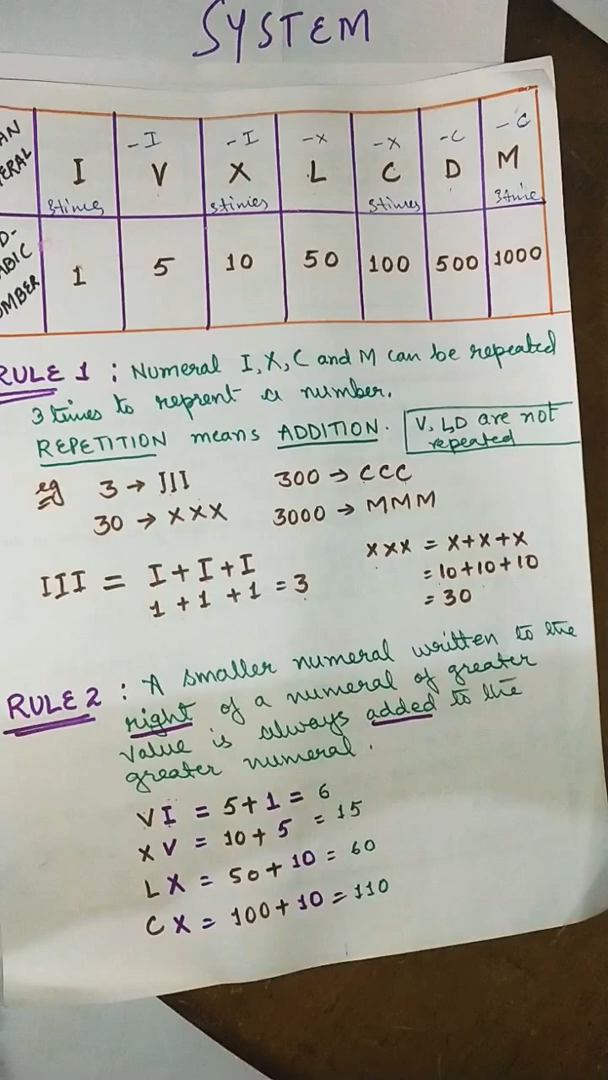 SYSTEM
-I -I -X -X -C -C
I V X L C D M
3times 3times 3times 3time
1 5 10 50 100 500 1000
RULE 1 : Numeral I, X, C and M can be repeated
3 times to reprent a number.
REPETITION means ADDITION.
V, L, D are not
repeated
eg 3 → III 300 → CCC
30 → XXX 3000 → MMM
III = I + I + I
1 + 1 + 1 = 3
XXX = X+X+X
= 10+10+10
= 30
RULE 2 : A smaller numeral written to the
right of a numeral of greater
value is always added to the
greater numeral.
VI = 5+1 = 6
XV = 10+5 = 15
LX = 50+10 = 60
CX = 100+10 = 110